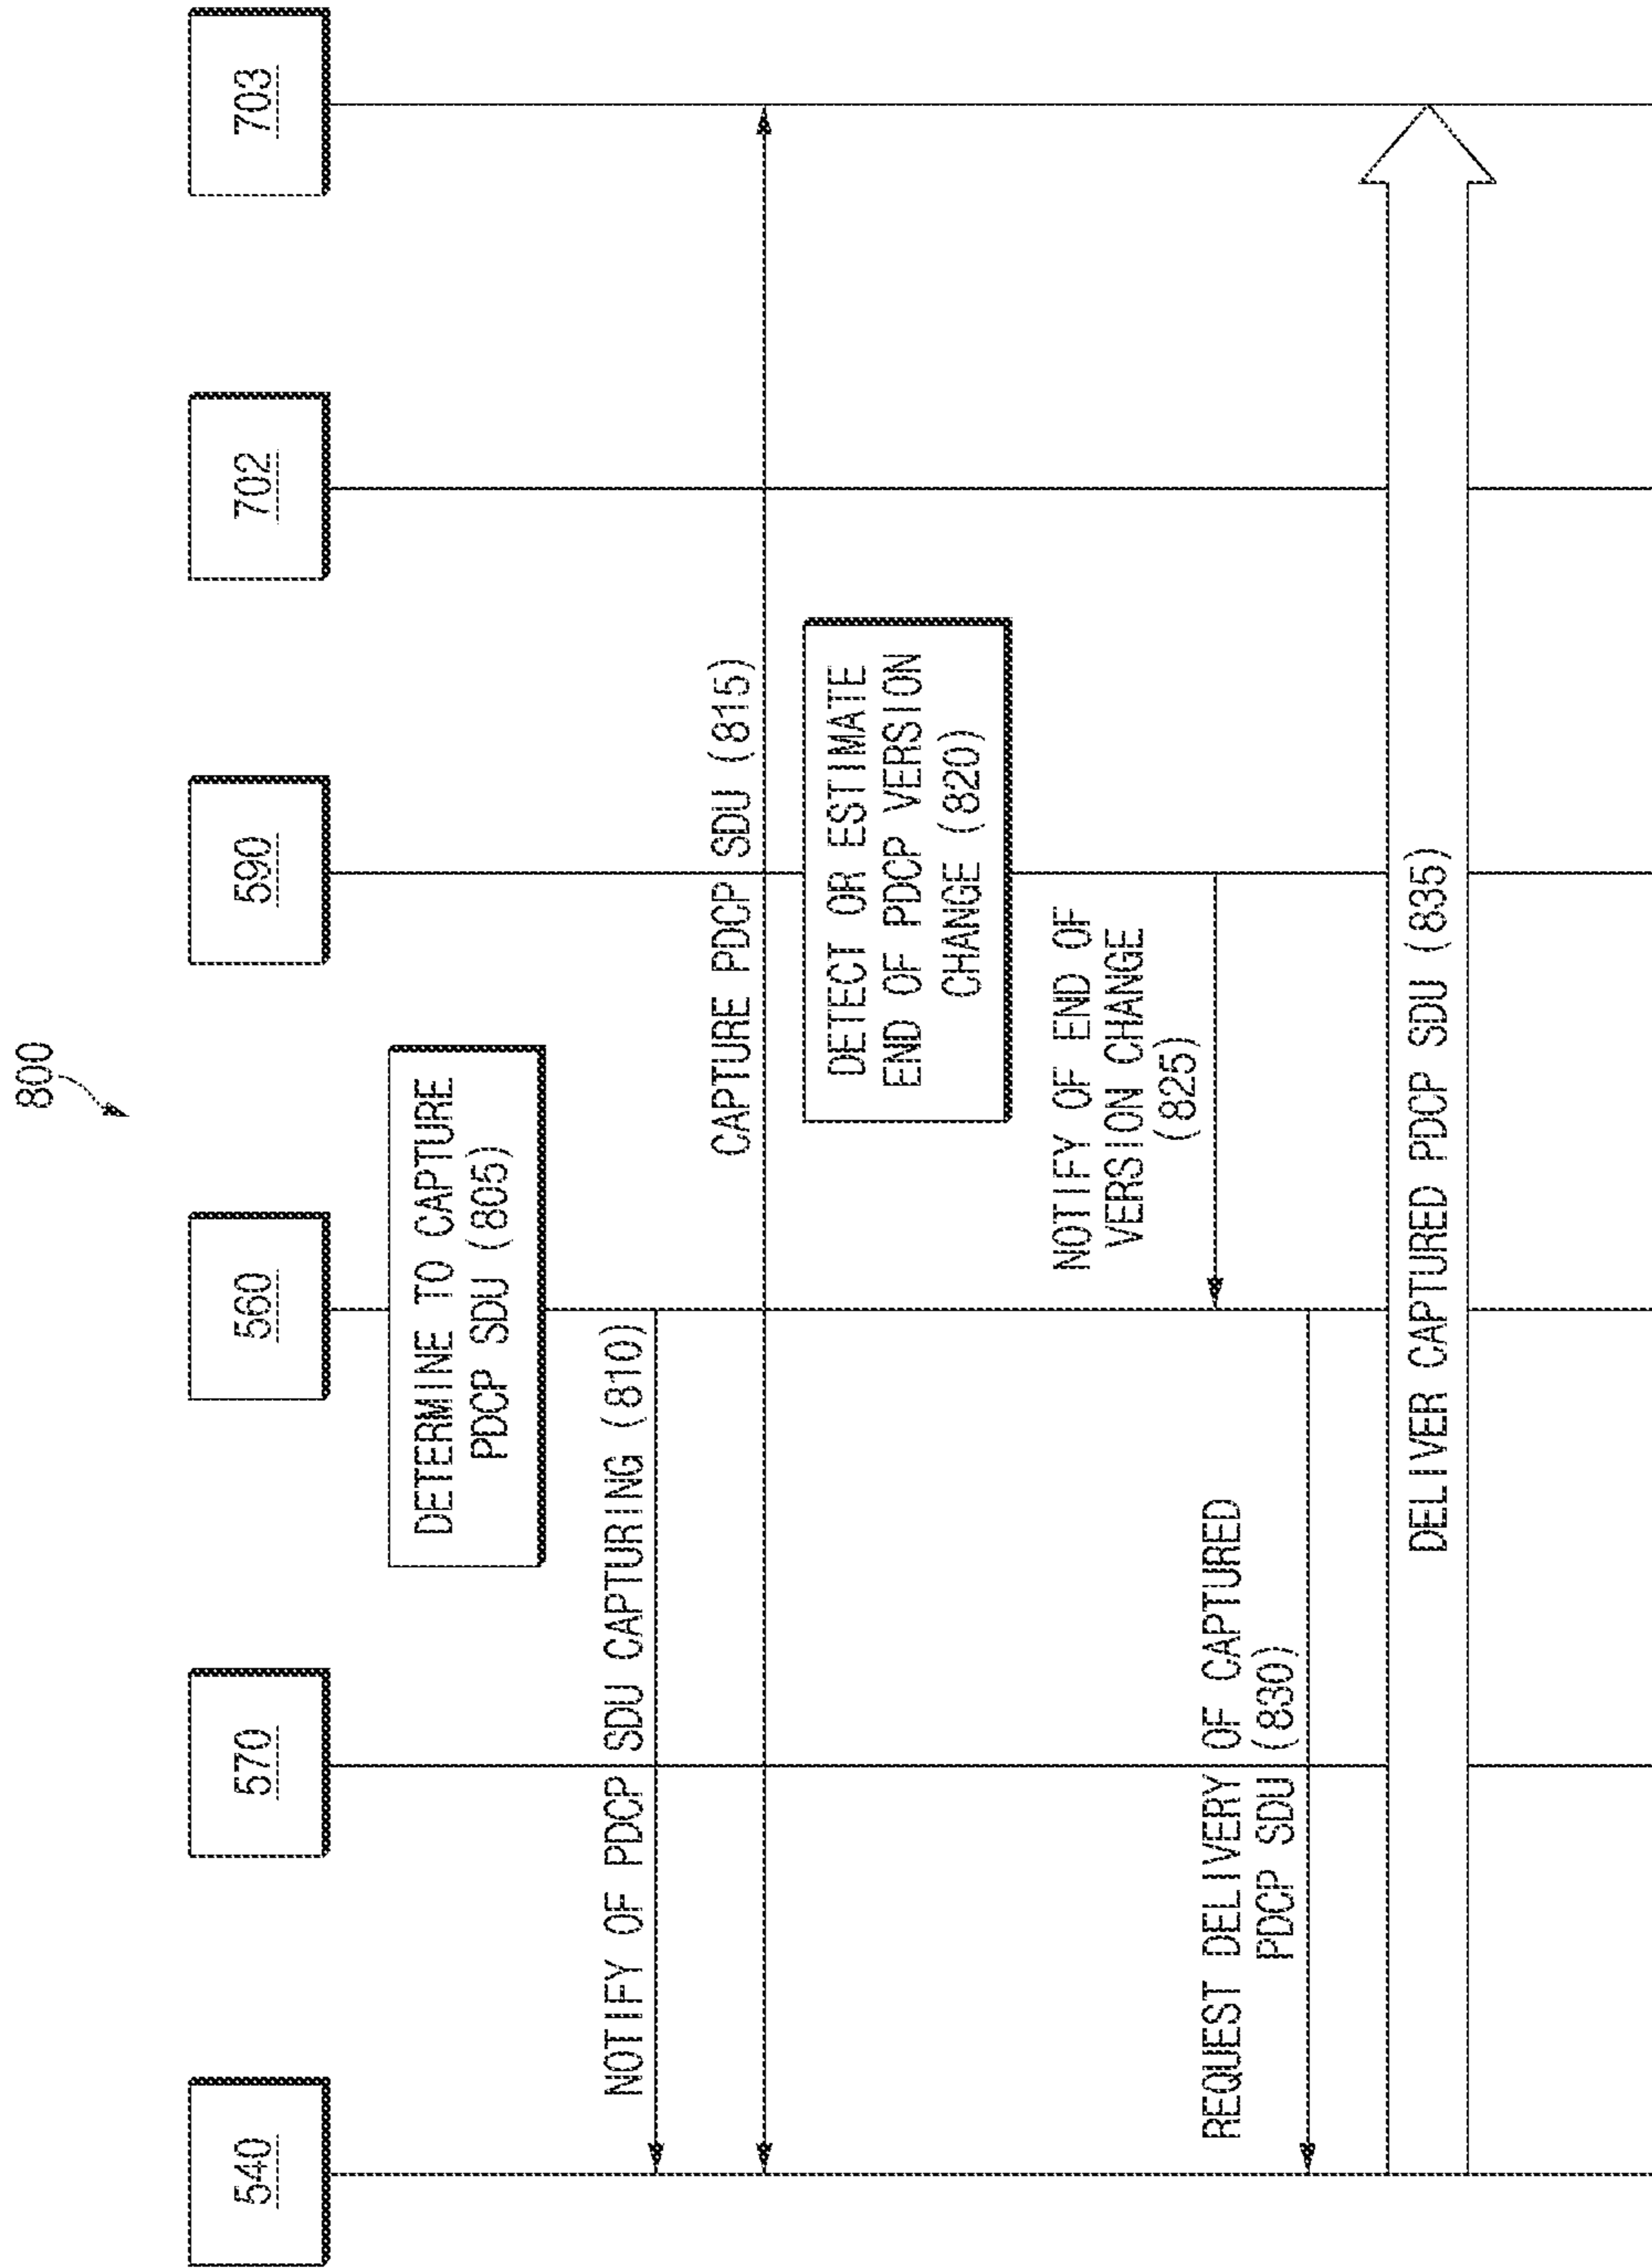 800
540
570
560
590
702
703
DETERMINE TO CAPTURE
PDCP SDU (805)
NOTIFY OF PDCP SDU CAPTURING (810)
CAPTURE PDCP SDU (815)
DETECT OR ESTIMATE
END OF PDCP VERSION
CHANGE (820)
NOTIFY OF END OF
VERSION CHANGE
(825)
REQUEST DELIVERY OF CAPTURED
PDCP SDU (830)
DELIVER CAPTURED PDCP SDU (835)